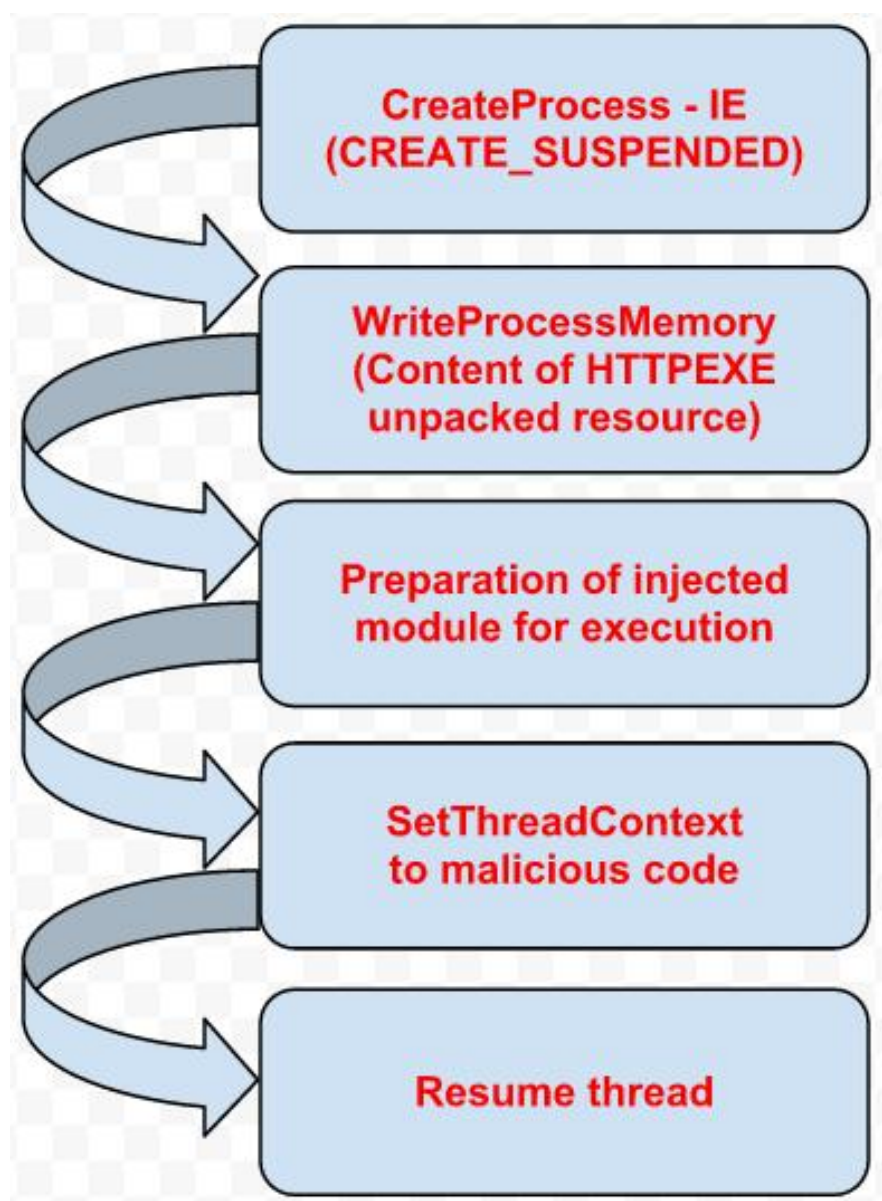 CreateProcess - IE
(CREATE_SUSPENDED)
WriteProcessMemory
(Content of HTTPEXE
unpacked resource)
Preparation of injected
module for execution
SetThreadContext
to malicious code
Resume thread